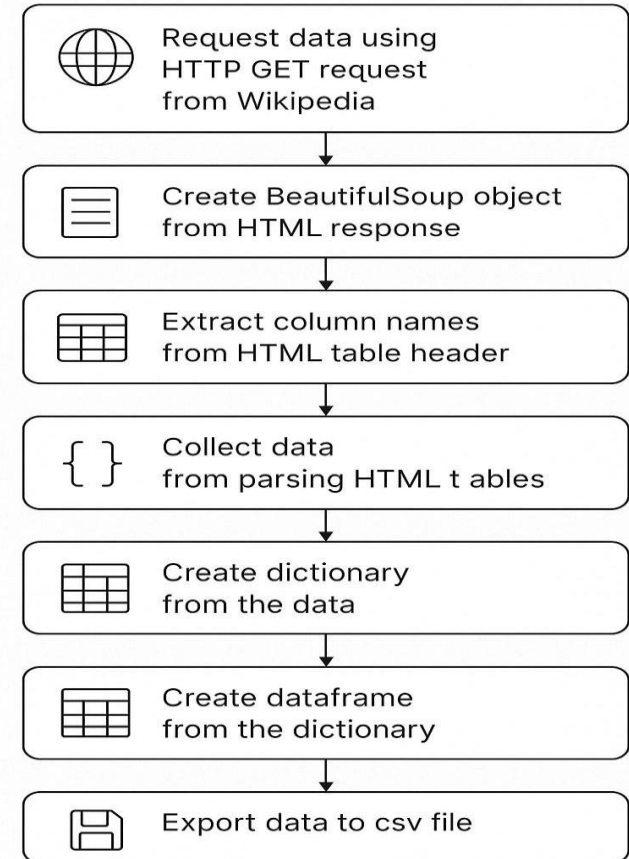 Request data using
HTTP GET request
from Wikipedia
Create BeautifulSoup object
from HTML response
Extract column names
from HTML table header
{ } Collect data
from parsing HTML t ables
Create dictionary
from the data
Create dataframe
from the dictionary
Export data to csv file